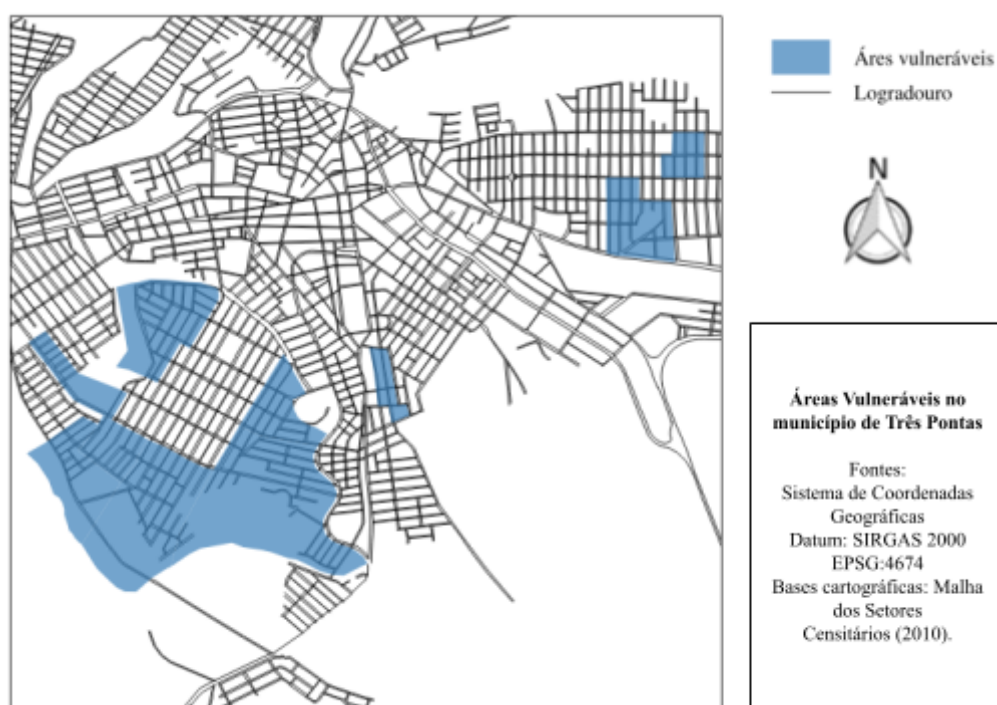 Áres vulneráveis
Logradouro
N
Áreas Vulneráveis no
município de Três Pontas
Fontes:
Sistema de Coordenadas
Geográficas
Datum: SIRGAS 2000
EPSG:4674
Bases cartográficas: Malha
dos Setores
Censitários (2010).